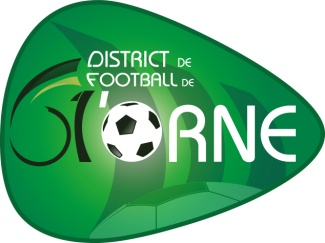 DISTRICT DE
FOOTBALL DE
61 L'ORNE